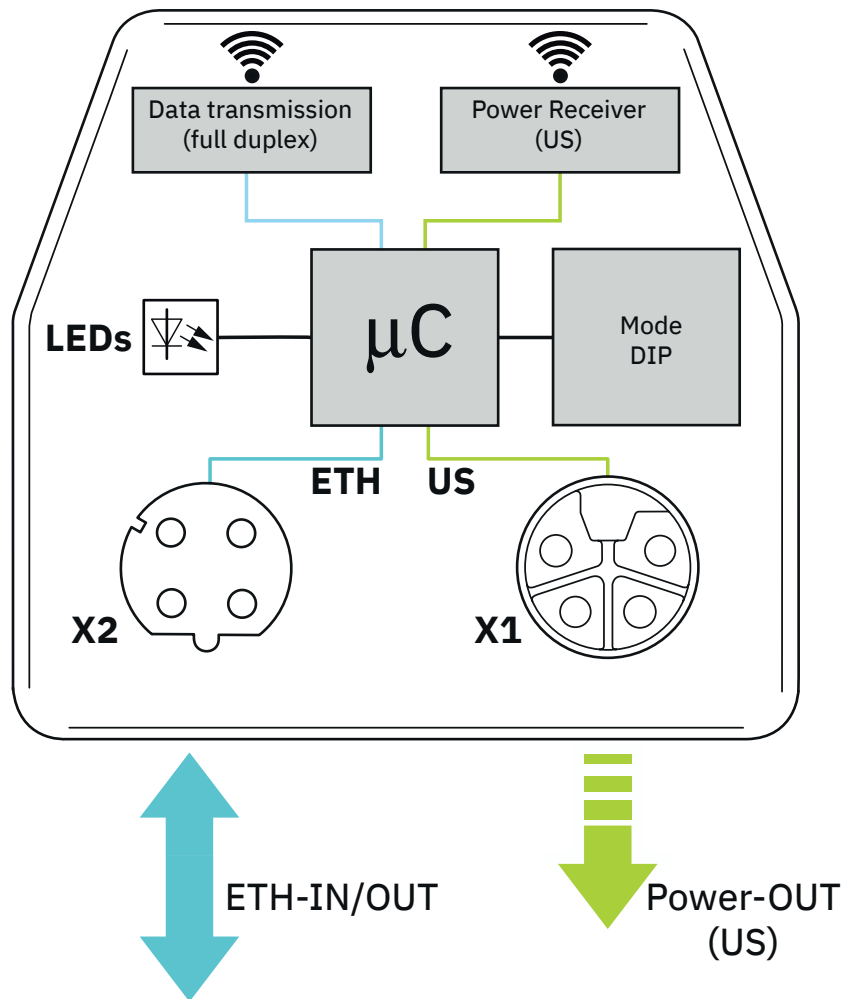 Data transmission
(full duplex)
Power Receiver
(US)
LEDs
µC
Mode
DIP
ETH
US
X2
X1
ETH-IN/OUT
Power-OUT
(US)